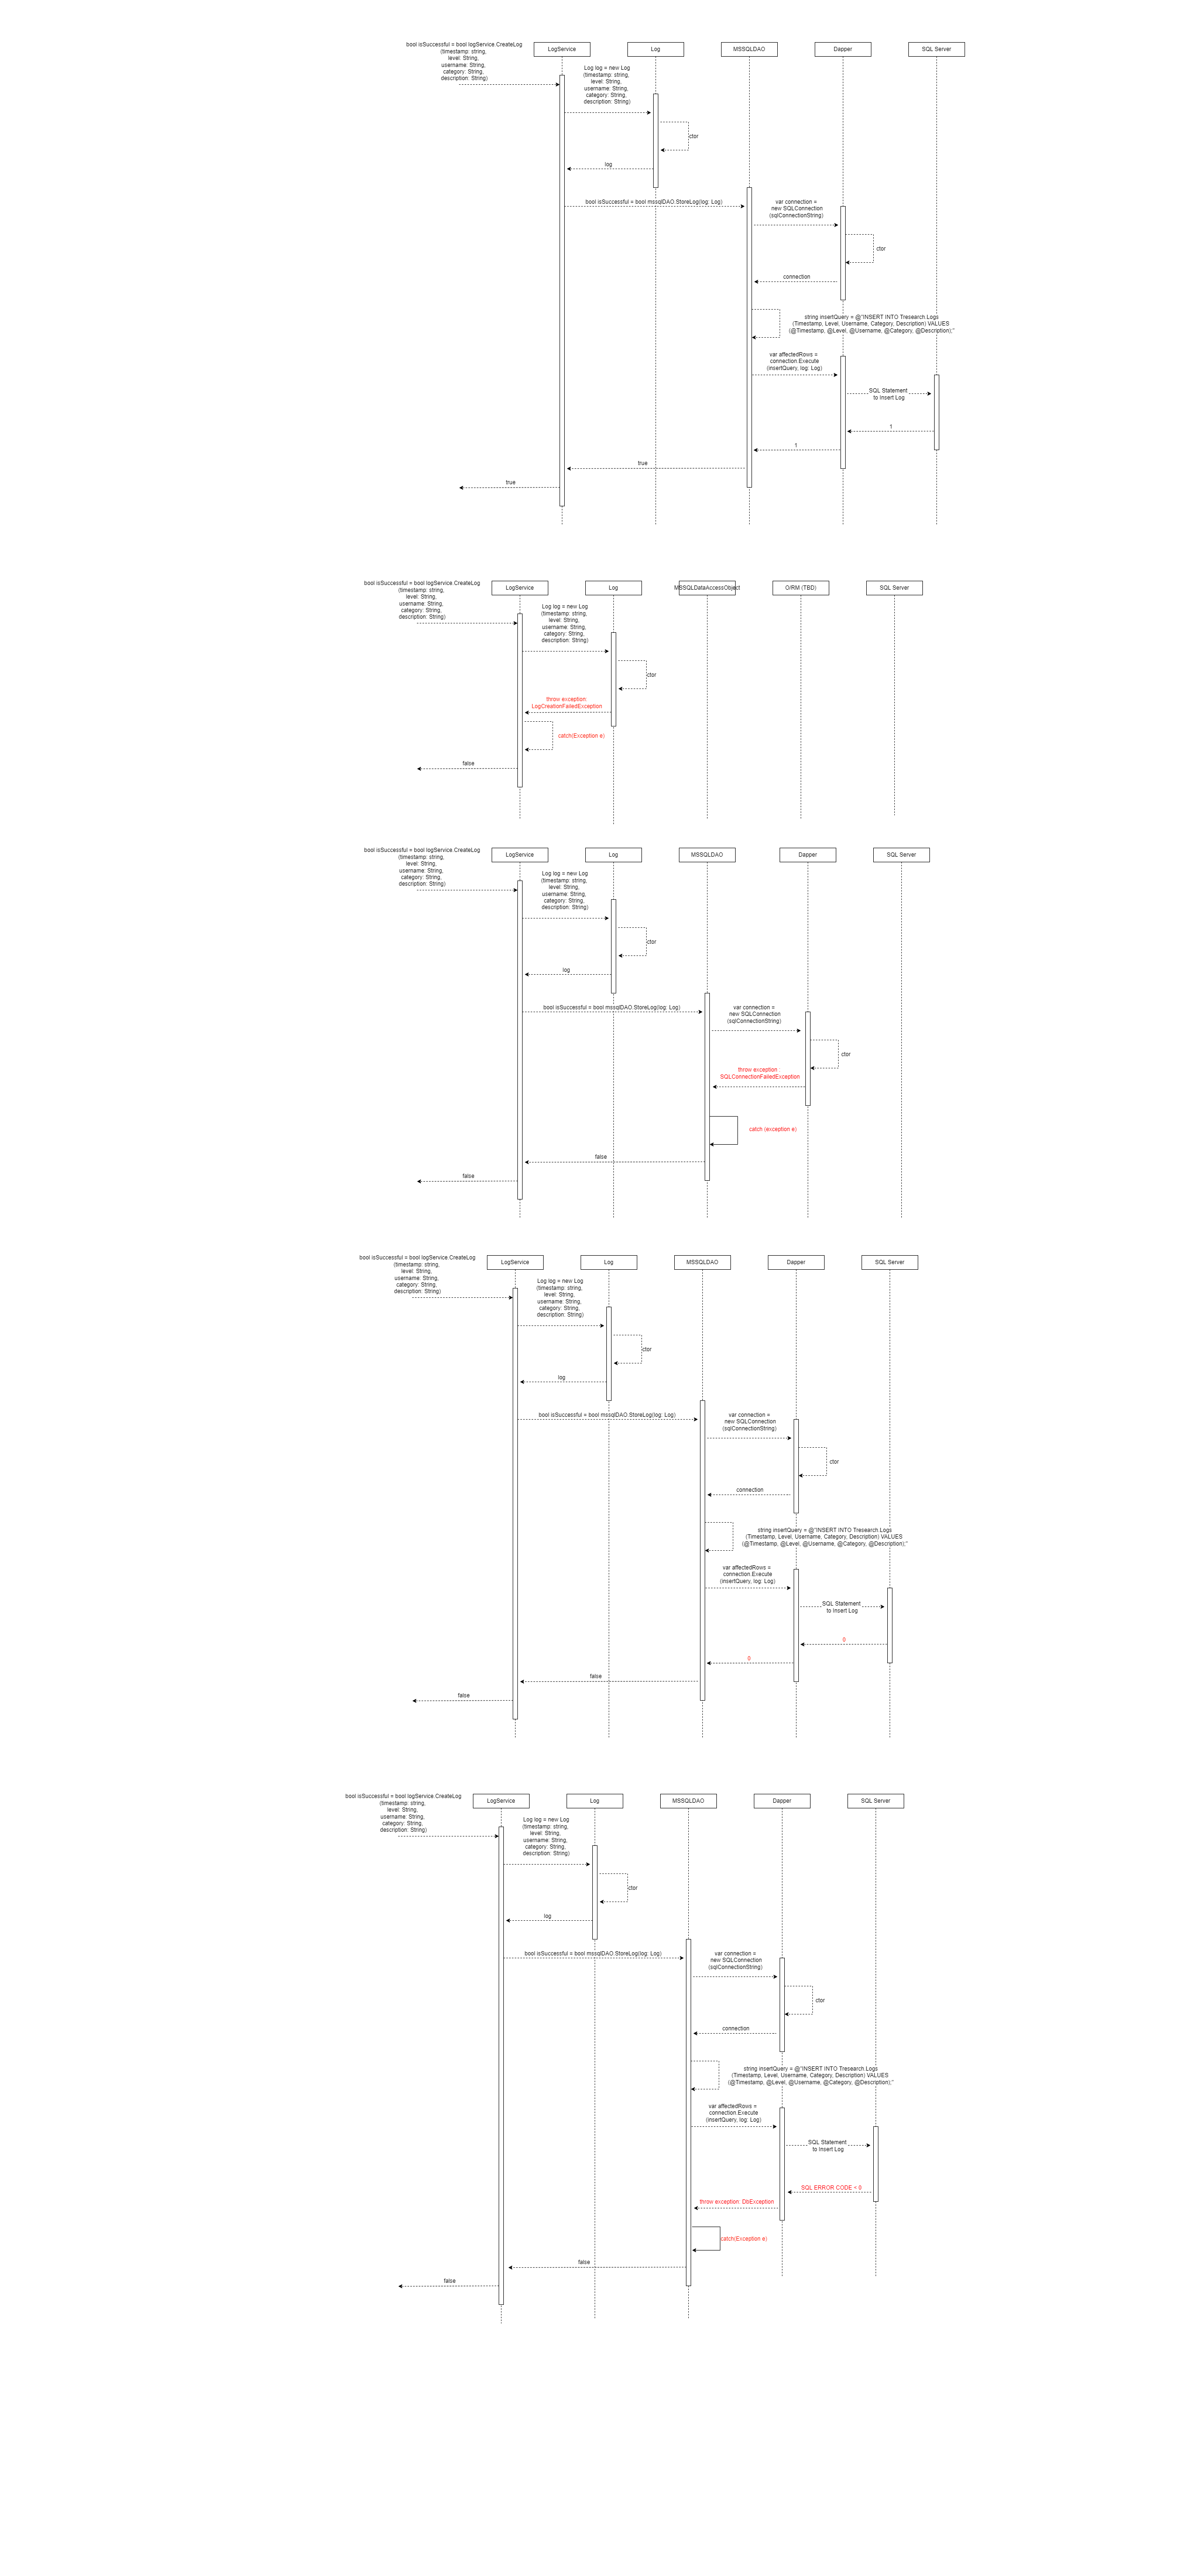 bool isSuccessful = bool logService.CreateLog
(timestamp: string,
level: String,
username: String,
category: String,
description: String)
LogService
Log
MSSQLDAO
Dapper
SQL Server
Log log = new Log
(timestamp: string,
level: String,
username: String,
category: String,
description: String)
ctor
log
bool isSuccessful = bool mssqlDAO.StoreLog(log: Log)
var connection =
new SQLConnection
(sqlConnectionString)
ctor
connection
string insertQuery = @"INSERT INTO Tresearch.Logs
(Timestamp, Level, Username, Category, Description) VALUES
(@Timestamp, @Level, @Username, @Category, @Description);"
var affectedRows =
connection.Execute
(insertQuery, log: Log)
SQL Statement
to Insert Log
1
1
true
true
bool isSuccessful = bool logService.CreateLog
(timestamp: string,
level: String,
username: String,
category: String,
description: String)
LogService
Log
MSSQLDataAccessObject
O/RM (TBD)
SQL Server
Log log = new Log
(timestamp: string,
level: String,
username: String,
category: String,
description: String)
ctor
throw exception:
LogCreationFailedException
catch(Exception e)
false
bool isSuccessful = bool logService.CreateLog
(timestamp: string,
level: String,
username: String,
category: String,
description: String)
LogService
Log
MSSQLDAO
Dapper
SQL Server
Log log = new Log
(timestamp: string,
level: String,
username: String,
category: String,
description: String)
ctor
log
bool isSuccessful = bool mssqlDAO.StoreLog(log: Log)
var connection =
new SQLConnection
(sqlConnectionString)
ctor
throw exception :
SQLConnectionFailedException
catch (exception e)
false
false
bool isSuccessful = bool logService.CreateLog
(timestamp: string,
level: String,
username: String,
category: String,
description: String)
LogService
Log
MSSQLDAO
Dapper
SQL Server
Log log = new Log
(timestamp: string,
level: String,
username: String,
category: String,
description: String)
ctor
log
bool isSuccessful = bool mssqlDAO.StoreLog(log: Log)
var connection =
new SQLConnection
(sqlConnectionString)
ctor
connection
string insertQuery = @"INSERT INTO Tresearch.Logs
(Timestamp, Level, Username, Category, Description) VALUES
(@Timestamp, @Level, @Username, @Category, @Description);"
var affectedRows =
connection.Execute
(insertQuery, log: Log)
SQL Statement
to Insert Log
0
0
false
false
bool isSuccessful = bool logService.CreateLog
(timestamp: string,
level: String,
username: String,
category: String,
description: String)
LogService
Log
MSSQLDAO
Dapper
SQL Server
Log log = new Log
(timestamp: string,
level: String,
username: String,
category: String,
description: String)
ctor
log
bool isSuccessful = bool mssqlDAO.StoreLog(log: Log)
var connection =
new SQLConnection
(sqlConnectionString)
ctor
connection
string insertQuery = @"INSERT INTO Tresearch.Logs
(Timestamp, Level, Username, Category, Description) VALUES
(@Timestamp, @Level, @Username, @Category, @Description);"
var affectedRows =
connection.Execute
(insertQuery, log: Log)
SQL Statement
to Insert Log
SQL ERROR CODE < 0
throw exception: DbException
catch(Exception e)
false
false